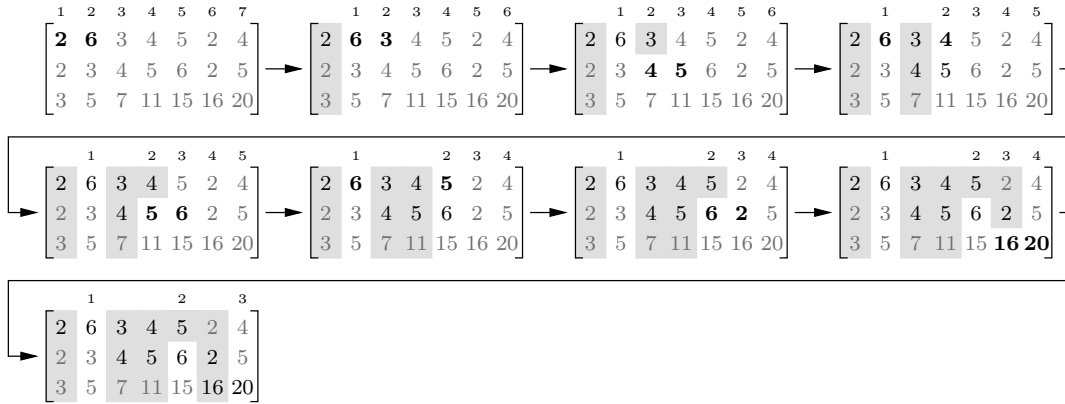 1 2 3 4 5 6 7 1 2 3 4 5 6 1 2 3 4 5 6 1 2 3 4 5
2 6 3 4 5 2 4 2 6 3 4 5 2 4 2 6 3 4 5 2 4 2 6 3 4 5 2 4
2 3 4 5 6 2 5 2 3 4 5 6 2 5 2 3 4 5 6 2 5 2 3 4 5 6 2 5
3 5 7 11 15 16 20 3 5 7 11 15 16 20 3 5 7 11 15 16 20 3 5 7 11 15 16 20
1 2 3 4 5 1 2 3 4 1 2 3 4 1 2 3 4
2 6 3 4 5 2 4 2 6 3 4 5 2 4 2 6 3 4 5 2 4 2 6 3 4 5 2 4
2 3 4 5 6 2 5 2 3 4 5 6 2 5 2 3 4 5 6 2 5 2 3 4 5 6 2 5
3 5 7 11 15 16 20 3 5 7 11 15 16 20 3 5 7 11 15 16 20 3 5 7 11 15 16 20
1 2 3
2 6 3 4 5 2 4
2 3 4 5 6 2 5
3 5 7 11 15 16 20